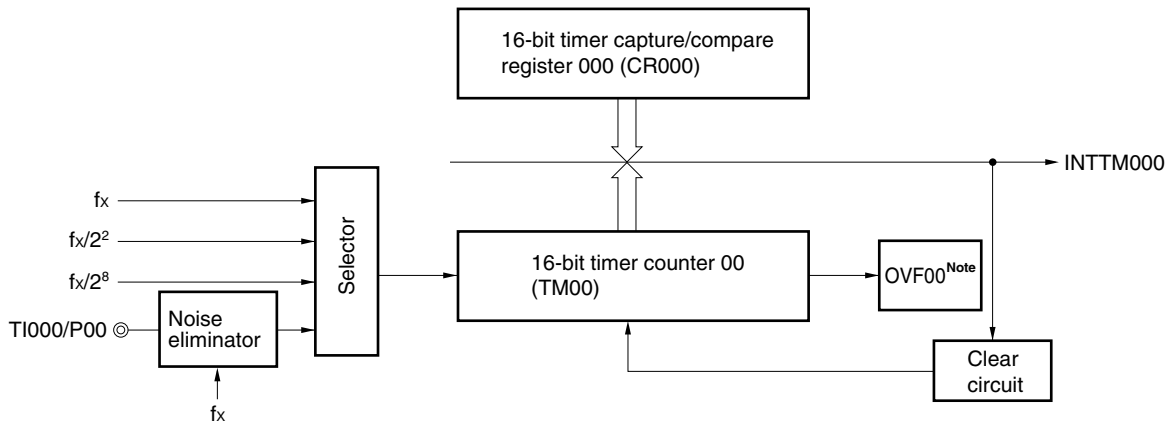 16-bit timer capture/compare
register 000 (CR000)
INTTM000
fx
fx/2²
fx/2⁸
Selector
16-bit timer counter 00
(TM00)
OVF00Note
TI000/P00
Noise
eliminator
Clear
circuit
fx